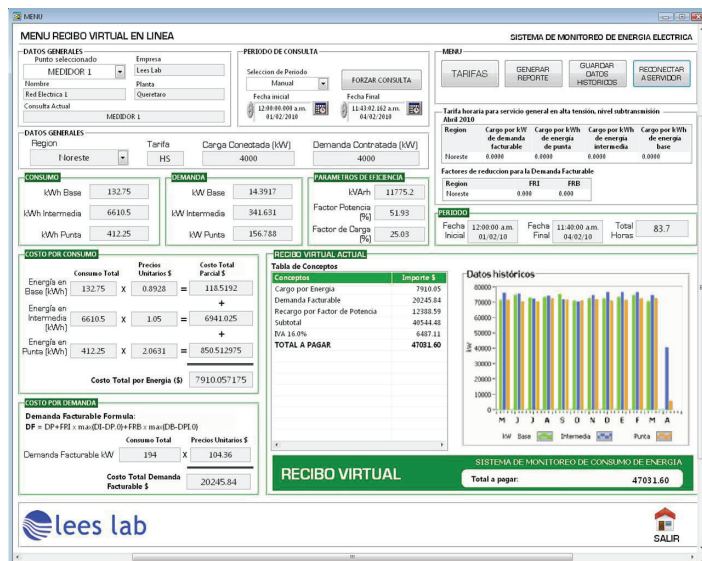 MENU
MENU RECIBO VIRTUAL EN LINEA
SISTEMA DE MONITOREO DE ENERGIA ELECTRICA
DATOS GENERALES
Punto seleccionado
Empresa
MEDIDOR 1
Lees Lab
Nombre
Planta
Red Electrica 1
Queretaro
Consulta Actual
MEDIDOR 1
PERIODO DE CONSULTA
Seleccion de Periodo
Manual
FORZAR CONSULTA
Fecha inicial
Fecha Final
12:00:00.000 a.m.
01/02/2010
11:43:02.162 a.m.
04/02/2010
MENU
TARIFAS
GENERAR REPORTE
GUARDAR DATOS HISTORICOS
RECONECTAR A SERVIDOR
DATOS GENERALES
Region
Tarifa
Carga Conectada [kW]
Demanda Contratada [kW]
Noreste
HS
4000
4000
Tarifa horaria para servicio general en alta tensión, nivel subtransmisión
Abril 2010
Region
Cargo por kW de demanda facturable
Cargo por kWh de energia de punta
Cargo por kWh de energia intermedia
Cargo por kWh de energia base
Noreste 0.0000 0.0000 0.0000 0.0000
Factores de reduccion para la Demanda Facturable
Region FRI FRB
Noreste 0.000 0.000
CONSUMO
kWh Base 132.75
kWh Intermedia 6610.5
kWh Punta 412.25
DEMANDA
kW Base 14.3917
kW Intermedia 341.631
kW Punta 156.788
PARAMETROS DE EFICIENCIA
kVArh 11775.2
Factor Potencia [%] 51.93
Factor de Carga [%] 25.03
PERIODO
Fecha Inicial
12:00:00 a.m.
01/02/10
Fecha Final
11:40:00 a.m.
04/02/10
Total Horas
83.7
COSTO POR CONSUMO
Consumo Total
Precios Unitarios $
Costo Total Parcial $
Energía en Base [kWh] 132.75 X 0.8928 = 118.5192
+
Energía en Intermedia [kWh] 6610.5 X 1.05 = 6941.025
+
Energía en Punta [kWh] 412.25 X 2.0631 = 850.512975
Costo Total por Energia ($) 7910.057175
COSTO POR DEMANDA
Demanda Facturable Formula:
DF = DP+FRI x max(DI-DP,0)+FRB x max(DB-DPI,0)
Consumo Total
Precios Unitarios $
Demanda Facturable kW 194 X 104.36
Costo Total Demanda Facturable $ 20245.84
RECIBO VIRTUAL ACTUAL
Tabla de Conceptos
Conceptos Importe $
Cargo por Energia 7910.05
Demanda Facturable 20245.84
Recargo por Factor de Potencia 12388.59
Subtotal 40544.48
IVA 16.0% 6487.11
TOTAL A PAGAR 47031.60
Datos históricos
80000
70000
60000
50000
40000
30000
20000
10000
0
kW
M J J A S O N D E F M A
kW Base Intermedia Punta
RECIBO VIRTUAL
SISTEMA DE MONITOREO DE CONSUMO DE ENERGIA
Total a pagar: 47031.60
lees lab
SALIR